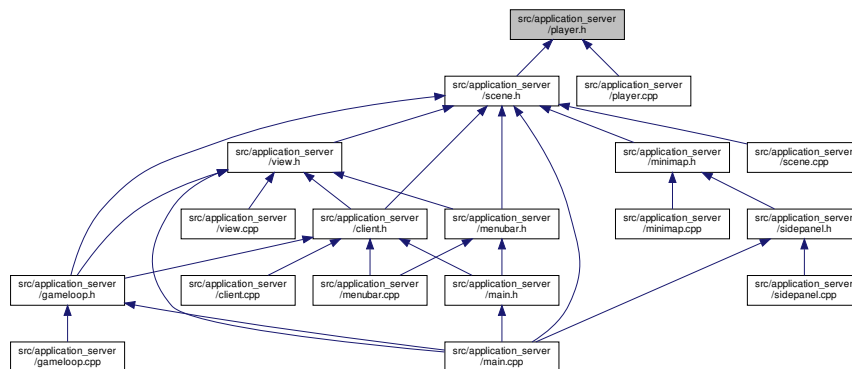 src/application_server
/player.h
src/application_server
/scene.h
src/application_server
/player.cpp
src/application_server
/view.h
src/application_server
/minimap.h
src/application_server
/scene.cpp
src/application_server
/view.cpp
src/application_server
/client.h
src/application_server
/menubar.h
src/application_server
/minimap.cpp
src/application_server
/sidepanel.h
src/application_server
/gameloop.h
src/application_server
/client.cpp
src/application_server
/menubar.cpp
src/application_server
/main.h
src/application_server
/sidepanel.cpp
src/application_server
/gameloop.cpp
src/application_server
/main.cpp